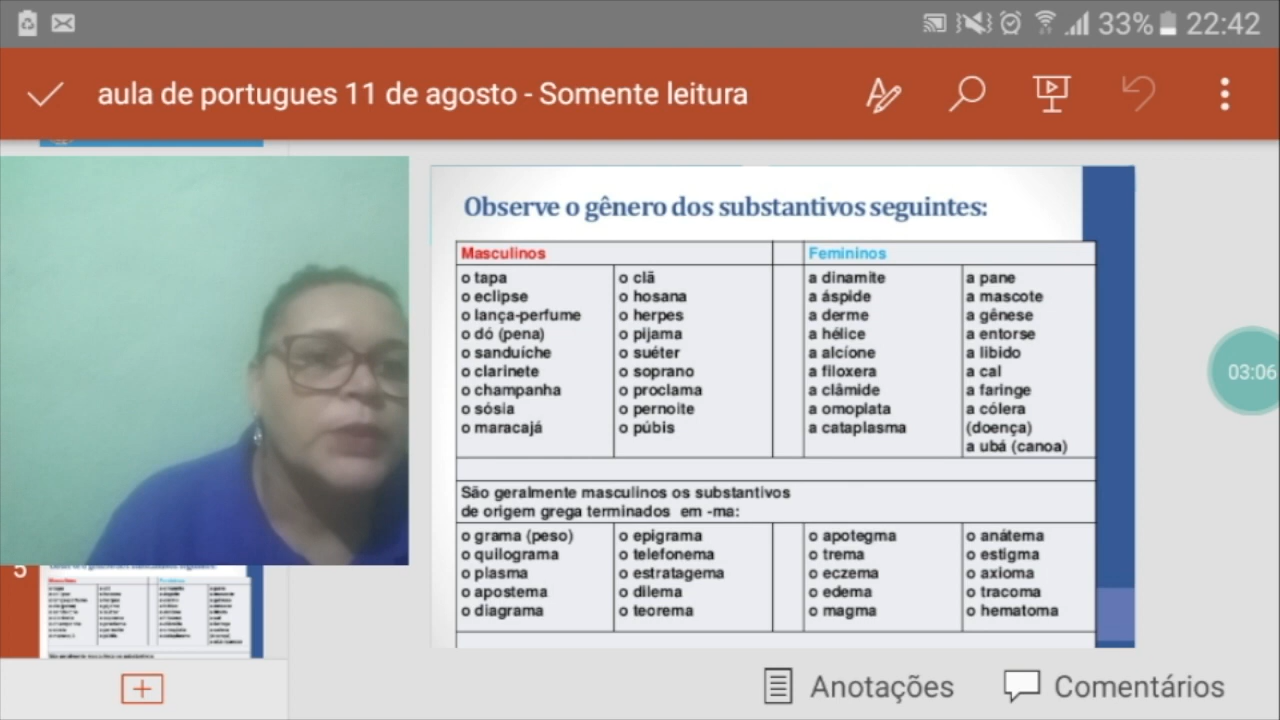 33% 22:42
aula de portugues 11 de agosto - Somente leitura
Observe o gênero dos substantivos seguintes:
Masculinos Femininos
o tapa o clã a dinamite a pane
o eclipse o hosana a áspide a mascote
o lança-perfume o herpes a derme a gênese
o dó (pena) o pijama a hélice a entorse
o sanduíche o suéter a alcíone a libido
o clarinete o soprano a filoxera a cal
o champanha o proclama a clâmide a faringe
o sósia o pernoite a omoplata a cólera
o maracajá o púbis a cataplasma (doença)
a ubá (canoa)
São geralmente masculinos os substantivos
de origem grega terminados em -ma:
o grama (peso) o epigrama o apotegma o anátema
o quilograma o telefonema o trema o estigma
o plasma o estratagema o eczema o axioma
o apostema o dilema o edema o tracoma
o diagrama o teorema o magma o hematoma
03:06
5
Anotações Comentários